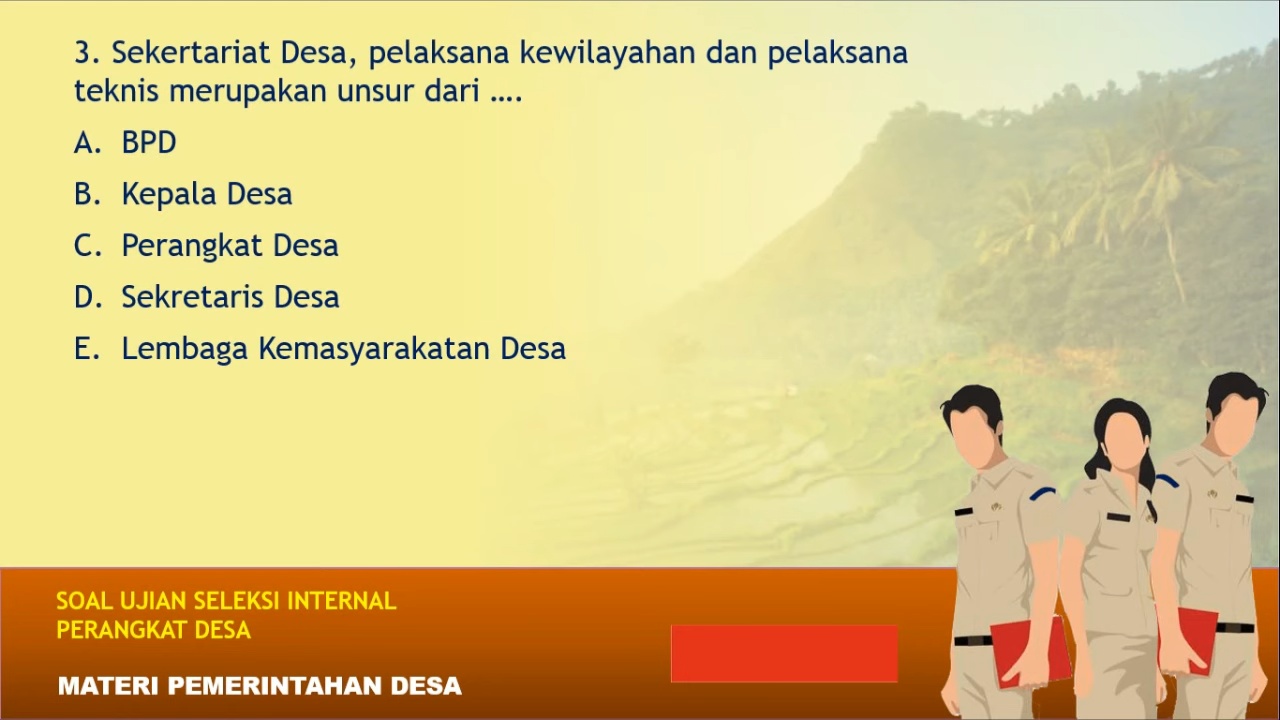 3. Sekertariat Desa, pelaksana kewilayahan dan pelaksana
teknis merupakan unsur dari ....
A. BPD
B. Kepala Desa
C. Perangkat Desa
D. Sekretaris Desa
E. Lembaga Kemasyarakatan Desa
SOAL UJIAN SELEKSI INTERNAL
PERANGKAT DESA
MATERI PEMERINTAHAN DESA